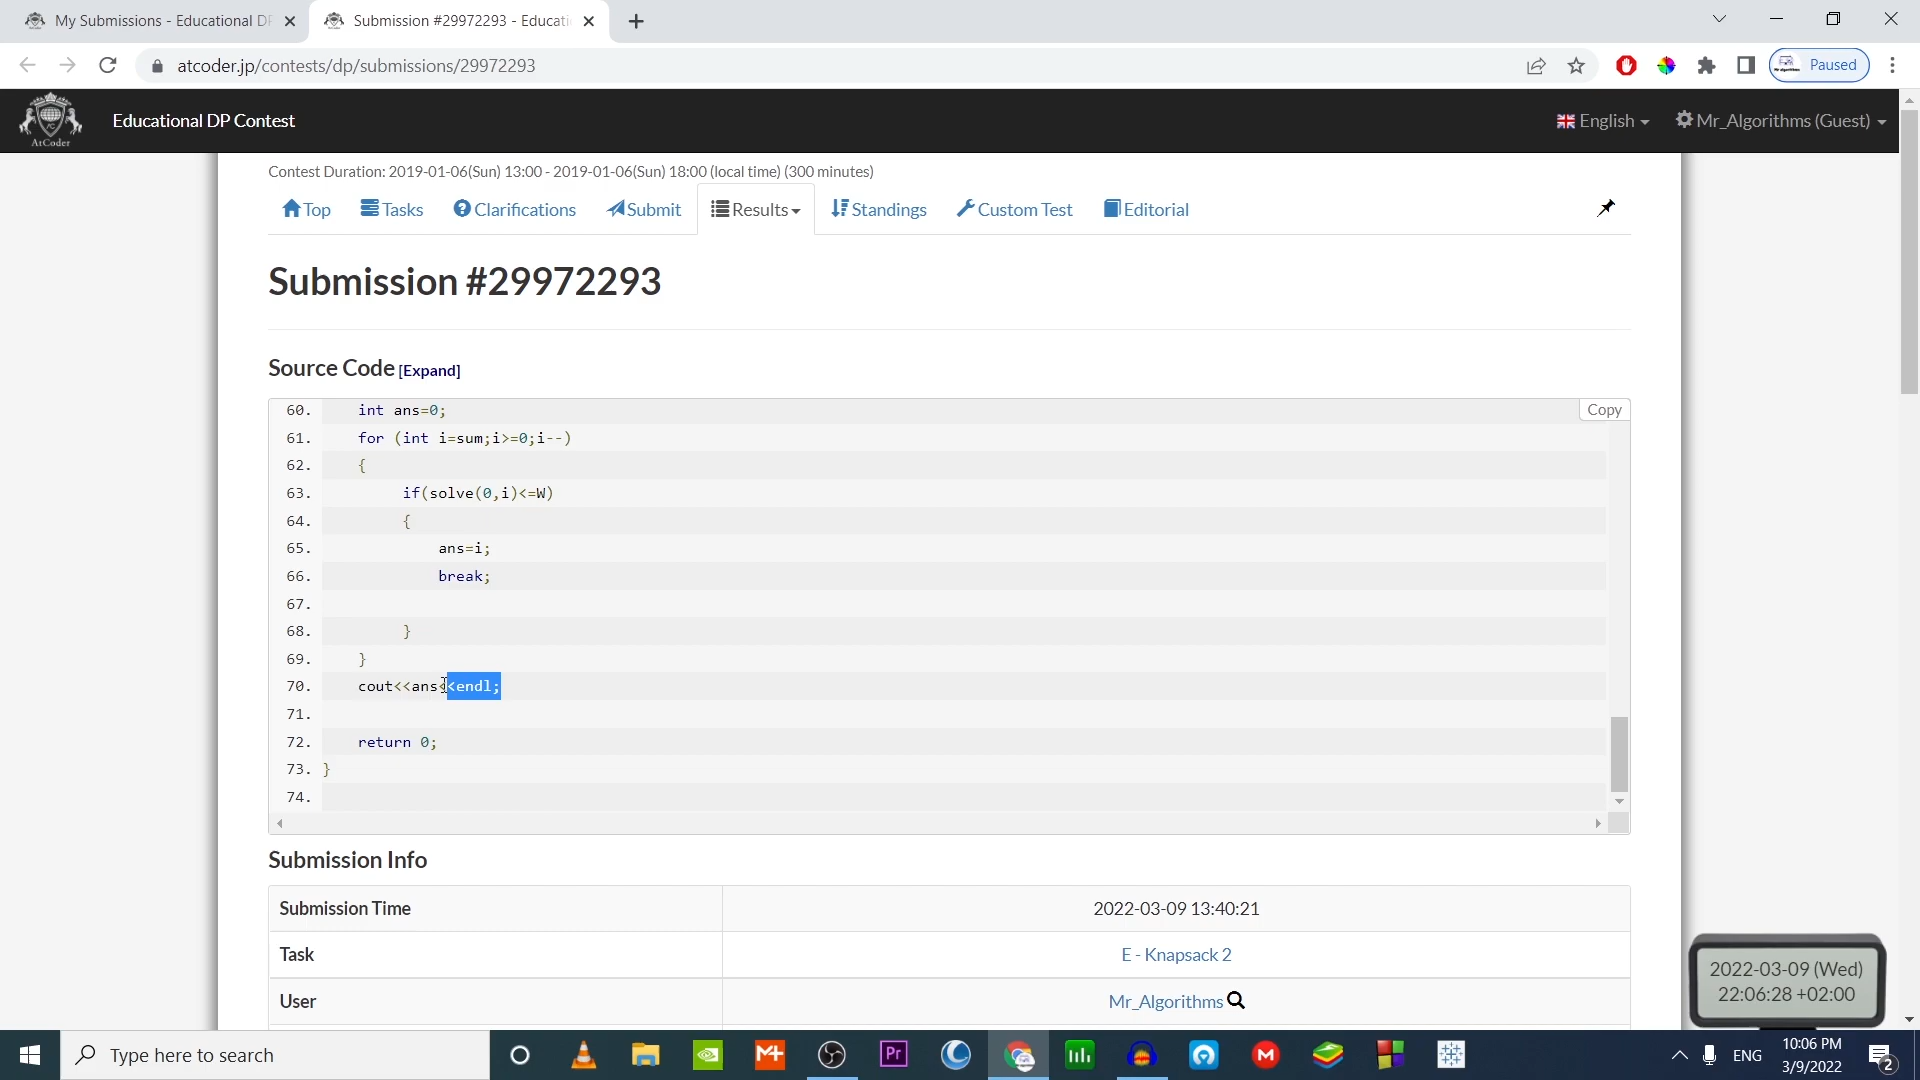 My Submissions - Educational DP
Submission #29972293 - Educati
atcoder.jp/contests/dp/submissions/29972293
Paused
AtCoder
Educational DP Contest
English
Mr_Algorithms (Guest)
Contest Duration: 2019-01-06(Sun) 13:00 - 2019-01-06(Sun) 18:00 (local time) (300 minutes)
Top
Tasks
Clarifications
Submit
Results
Standings
Custom Test
Editorial
Submission #29972293
Source Code [Expand]
Copy
60. int ans=0;
61. for (int i=sum;i>=0;i--)
62. {
63. if(solve(0,i)<=W)
64. {
65. ans=i;
66. break;
67.
68. }
69. }
70. cout<<ans<<endl;
71.
72. return 0;
73. }
74.
Submission Info
Submission Time 2022-03-09 13:40:21
Task E - Knapsack 2
User Mr_Algorithms
2022-03-09 (Wed)
22:06:28 +02:00
Type here to search
M+
Pr
ENG
10:06 PM
3/9/2022
2